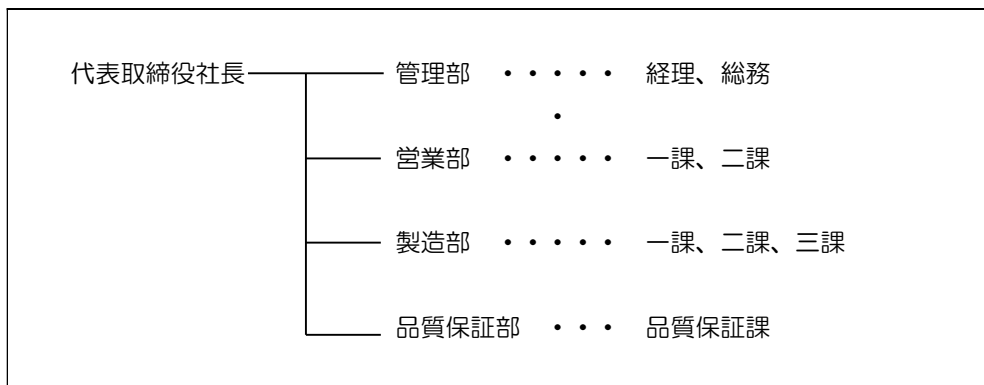 代表取締役社長 管理部 ・・・・・ 経理、総務
・
営業部 ・・・・・ 一課、二課
製造部 ・・・・・ 一課、二課、三課
品質保証部 ・・・ 品質保証課